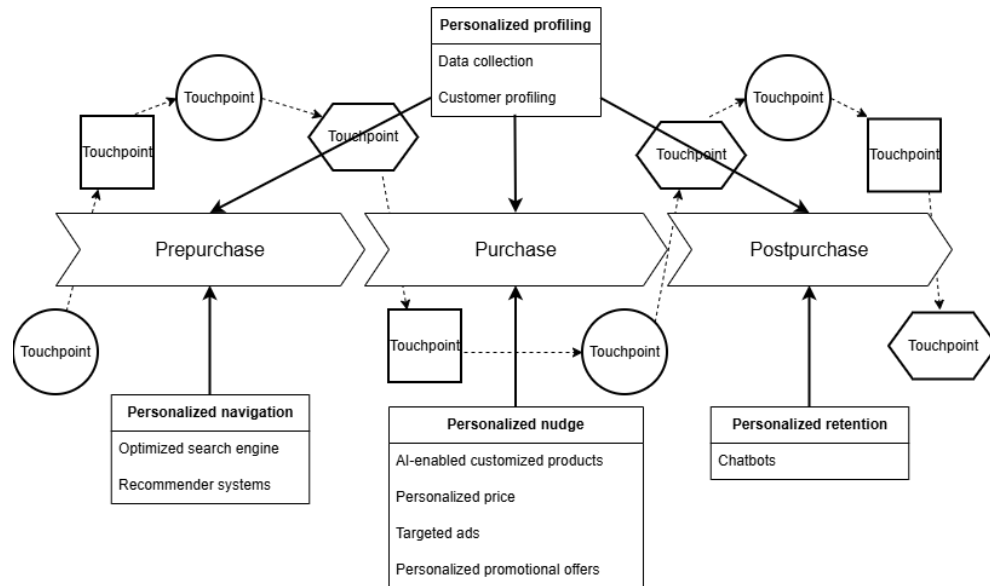 Personalized profiling
Data collection
Customer profiling
Touchpoint
Touchpoint
Touchpoint
Touchpoint
Touchpoint
Touchpoint
Prepurchase
Purchase
Postpurchase
Touchpoint
Touchpoint
Touchpoint
Touchpoint
Personalized navigation
Optimized search engine
Recommender systems
Personalized nudge
AI-enabled customized products
Personalized price
Targeted ads
Personalized promotional offers
Personalized retention
Chatbots